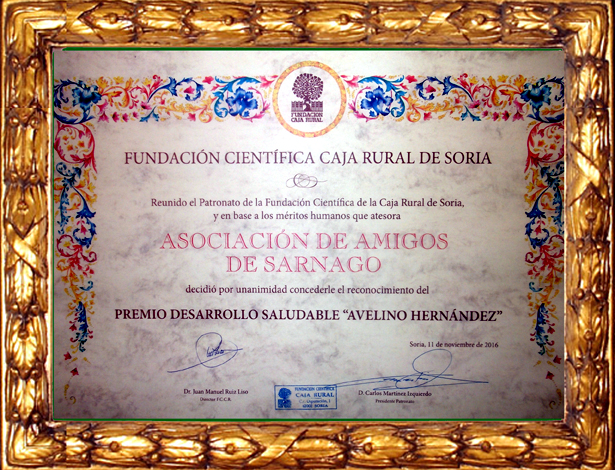 FUNDACIÓN
CAJA RURAL
FUNDACIÓN CIENTÍFICA CAJA RURAL DE SORIA
Reunido el Patronato de la Fundación Científica de la Caja Rural de Soria,
y en base a los méritos humanos que atesora
ASOCIACIÓN DE AMIGOS
DE SARNAGO
decidió por unanimidad concederle el reconocimiento del
PREMIO DESARROLLO SALUDABLE “AVELINO HERNÁNDEZ”
Soria, 11 de noviembre de 2016
Dr. Juan Manuel Ruiz Liso
Director F.C.C.R.
FUNDACIÓN CIENTÍFICA
CAJA RURAL
SORIA
D. Carlos Martínez Izquierdo
Presidente Patronato